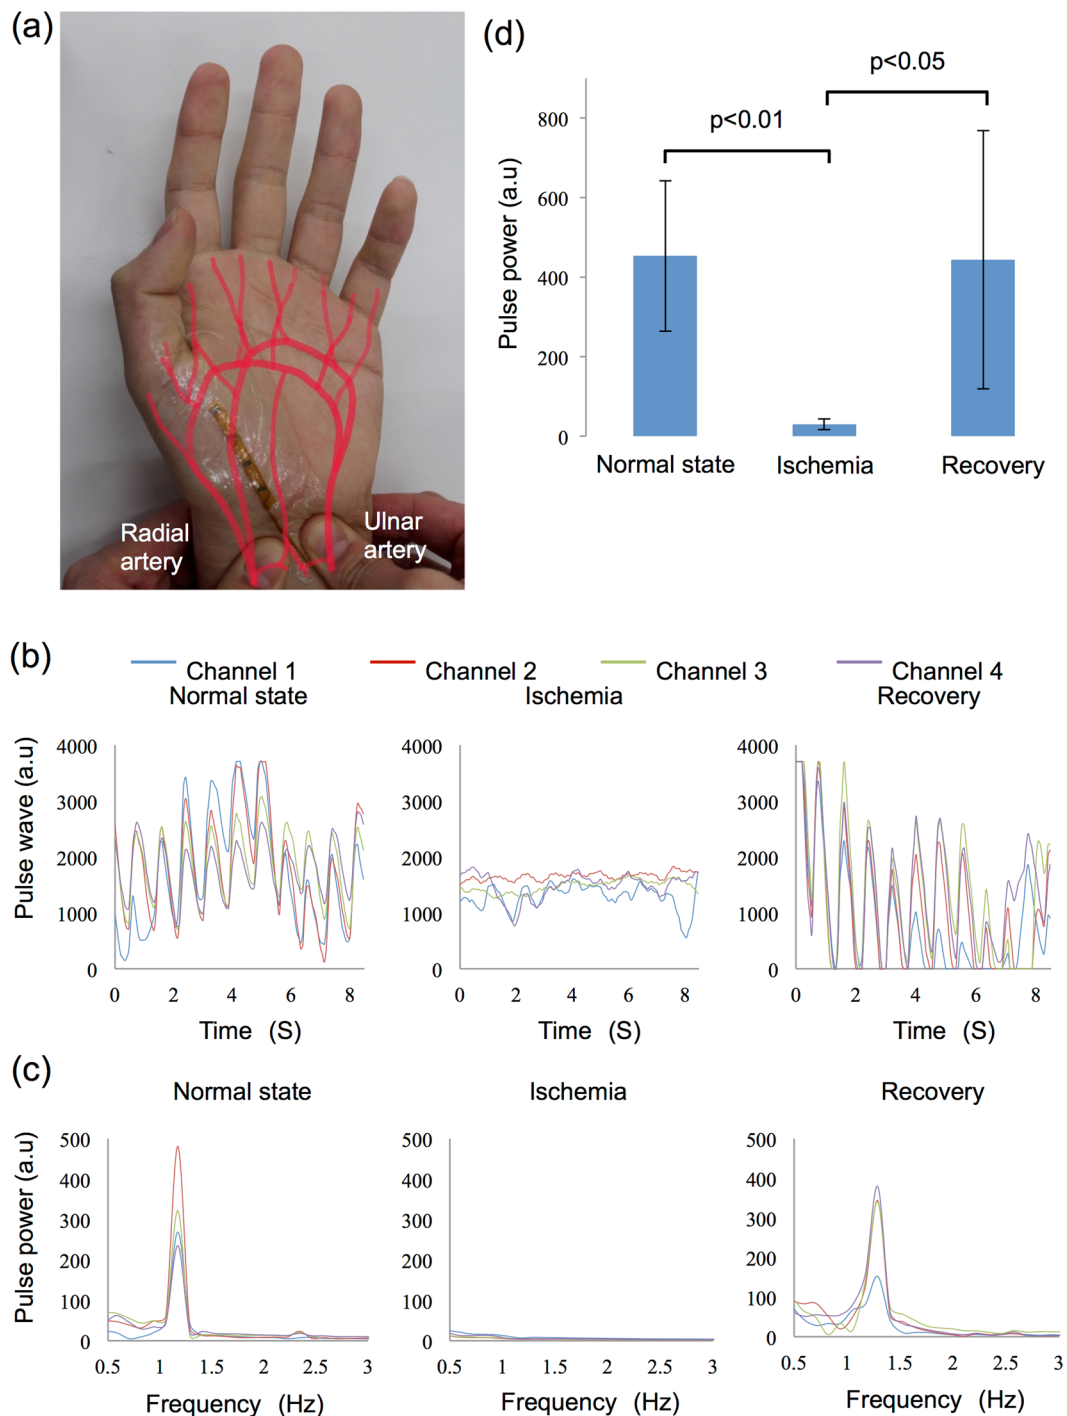 (a)
Radial
artery
Ulnar
artery
(d)
p<0.05
p<0.01
Pulse power (a.u)
800
600
400
200
0
Normal state
Ischemia
Recovery
(b)
Channel 1
Channel 2
Channel 3
Channel 4
Normal state
Ischemia
Recovery
Pulse wave (a.u)
4000
3000
2000
1000
0
0 2 4 6 8
Time (S)
4000
3000
2000
1000
0
0 2 4 6 8
Time (S)
4000
3000
2000
1000
0
0 2 4 6 8
Time (S)
(c)
Normal state
Ischemia
Recovery
Pulse power (a.u)
500
400
300
200
100
0
0.5 1 1.5 2 2.5 3
Frequency (Hz)
500
400
300
200
100
0
0.5 1 1.5 2 2.5 3
Frequency (Hz)
500
400
300
200
100
0
0.5 1 1.5 2 2.5 3
Frequency (Hz)